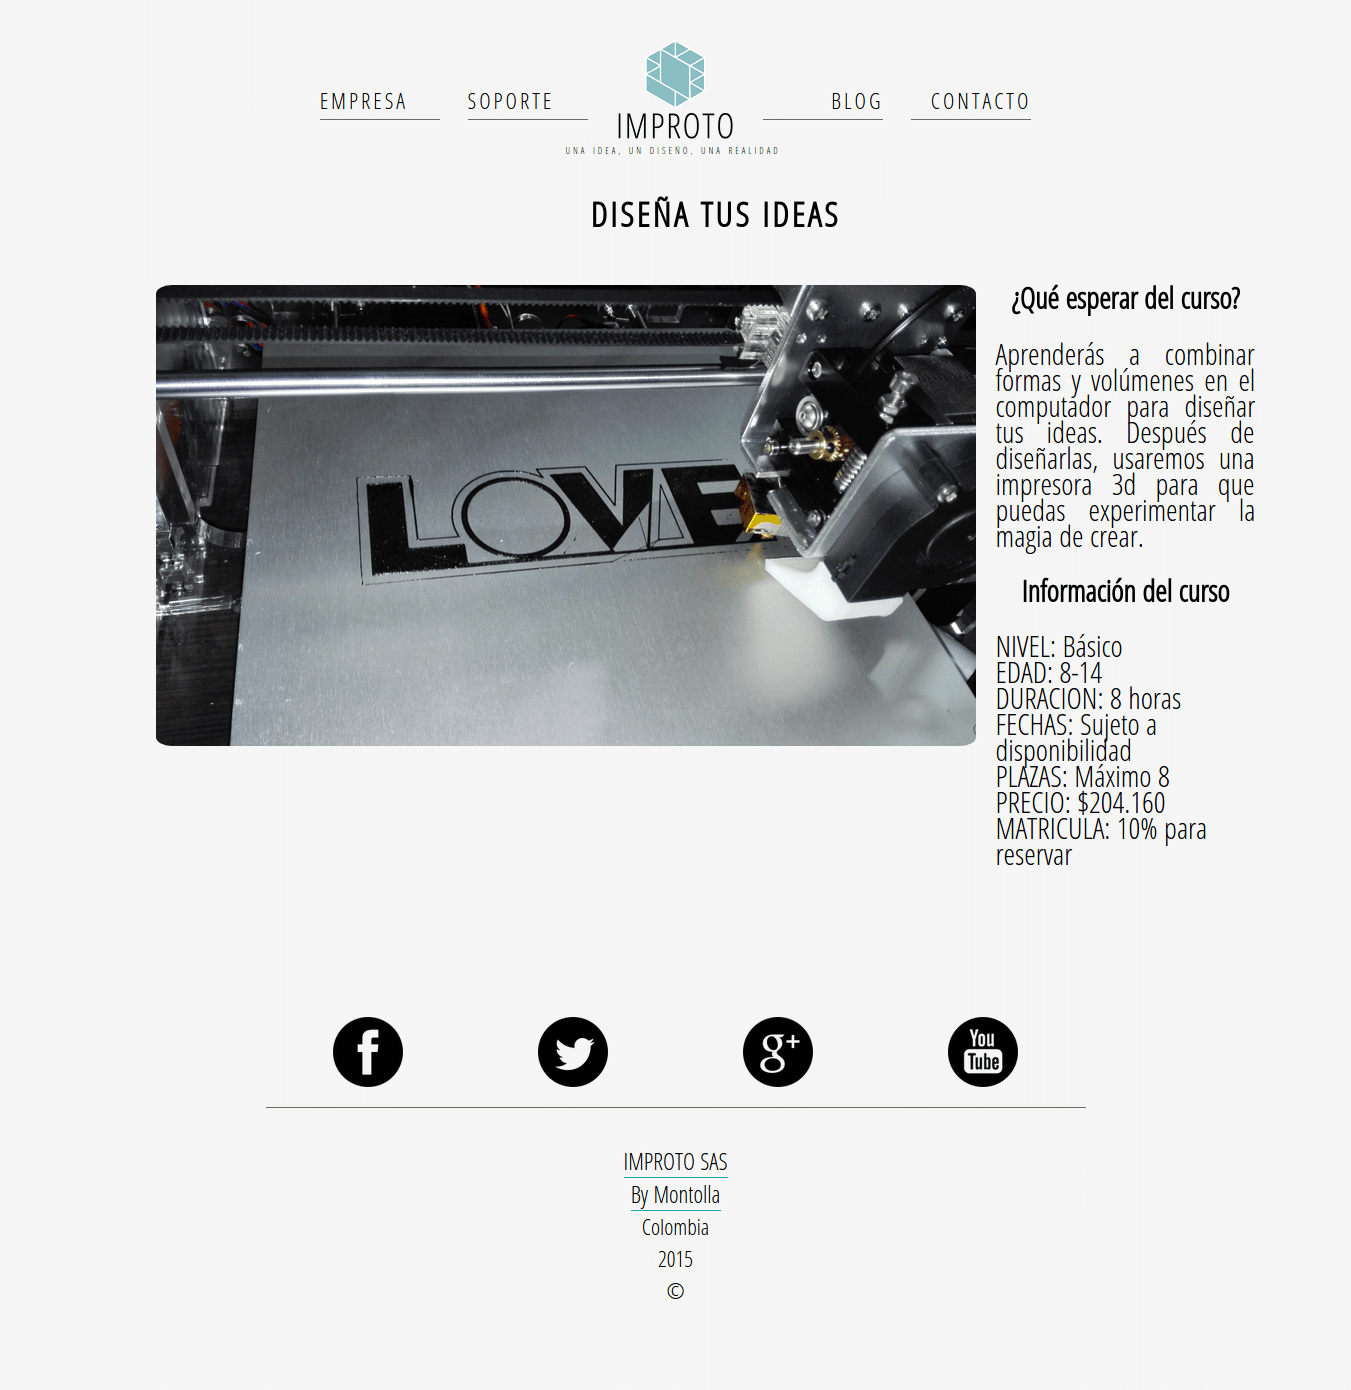 EMPRESA
SOPORTE
IMPROTO
UNA IDEA, UN DISEÑO, UNA REALIDAD
BLOG
CONTACTO
DISEÑA TUS IDEAS
LOVE
¿Qué esperar del curso?
Aprenderás a combinar
formas y volúmenes en el
computador para diseñar
tus ideas. Después de
diseñarlas, usaremos una
impresora 3d para que
puedas experimentar la
magia de crear.
Información del curso
NIVEL: Básico
EDAD: 8-14
DURACION: 8 horas
FECHAS: Sujeto a
disponibilidad
PLAZAS: Máximo 8
PRECIO: $204.160
MATRICULA: 10% para
reservar
f
g+
You
Tube
IMPROTO SAS
By Montolla
Colombia
2015
©